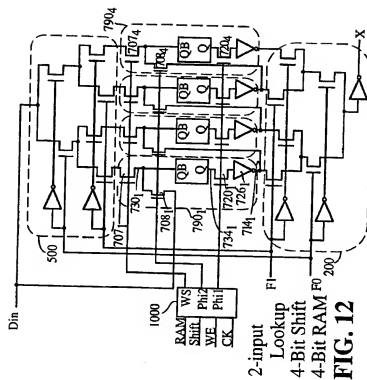 Din
500
7904
7074
7084
7204
QB
Q
QB
Q
QB
Q
QB
Q
X
707
7301
7081
7901
7341
7201
7261
7141
200
1000
RAM
Shift
WE
CK
WS
Phi2
Phi1
F1
F0
2-input
Lookup
4-Bit Shift
4-Bit RAM
FIG. 12